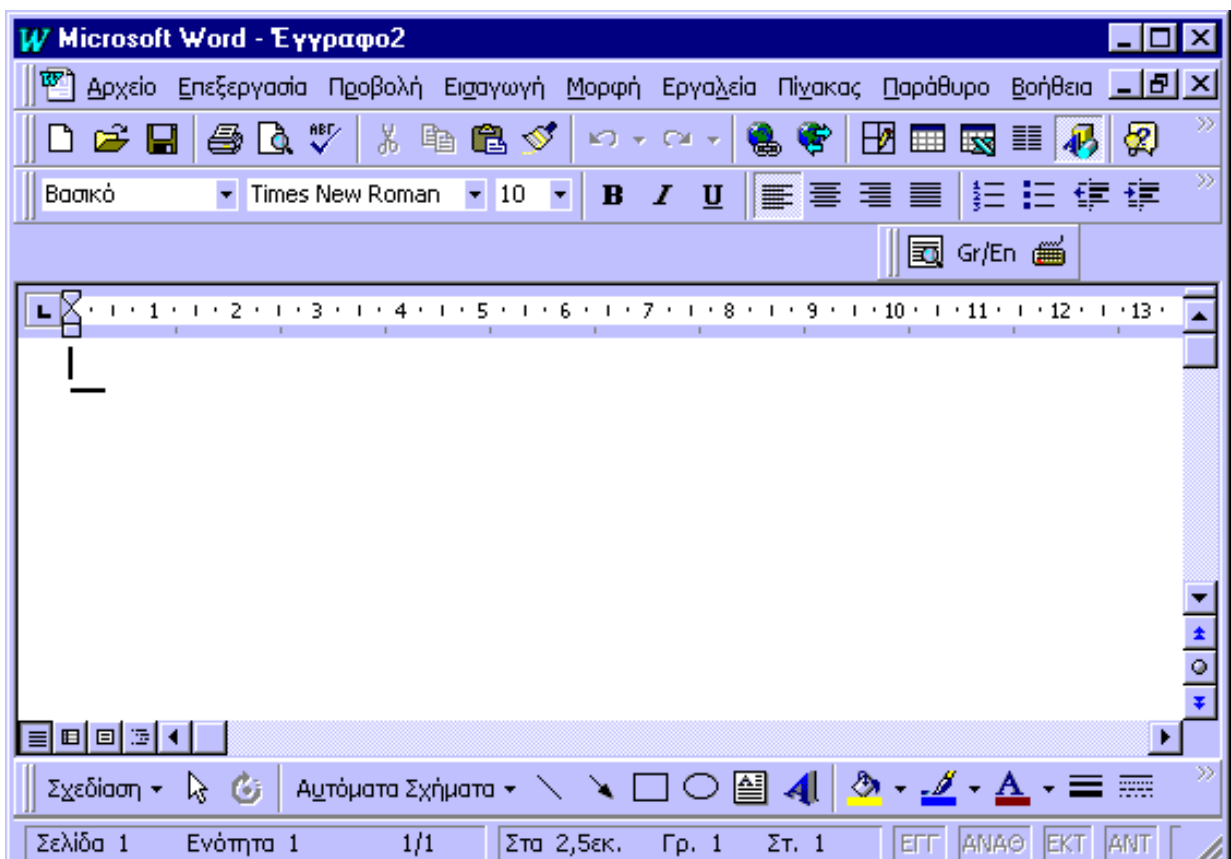 Microsoft Word - Έγγραφο2
Αρχείο Επεξεργασία Προβολή Εισαγωγή Μορφή Εργαλεία Πίνακας Παράθυρο Βοήθεια
ABC
Βασικό Times New Roman 10 B I U
Gr/En
1 2 3 4 5 6 7 8 9 10 11 12 13
Σχεδίαση Αυτόματα Σχήματα
Σελίδα 1 Ενότητα 1 1/1 Στα 2,5εκ. Γρ. 1 Στ. 1 ΕΓΓ ΑΝΑΘ ΕΚΤ ΑΝΤ